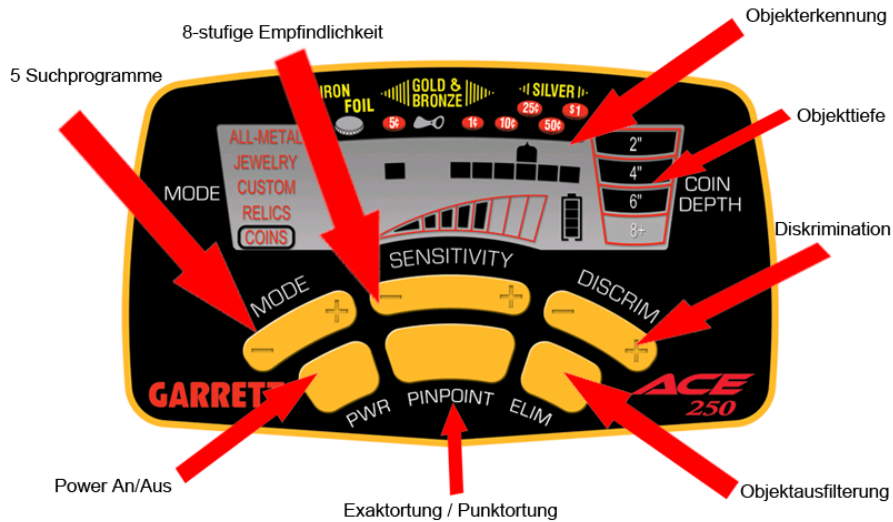 Objekterkennung
8-stufige Empfindlichkeit
5 Suchprogramme
IRON
FOIL
GOLD &
BRONZE
SILVER
5¢
1¢
10¢
25¢
50¢
$1
Objekttiefe
MODE
ALL-METAL
JEWELRY
CUSTOM
RELICS
COINS
2"
4"
6"
8+
COIN
DEPTH
Diskrimination
SENSITIVITY
MODE
DISCRIM
- +
- +
- +
GARRETT
PWR
PINPOINT
ELIM
ACE
250
Power An/Aus
Exaktortung / Punktortung
Objektausfilterung